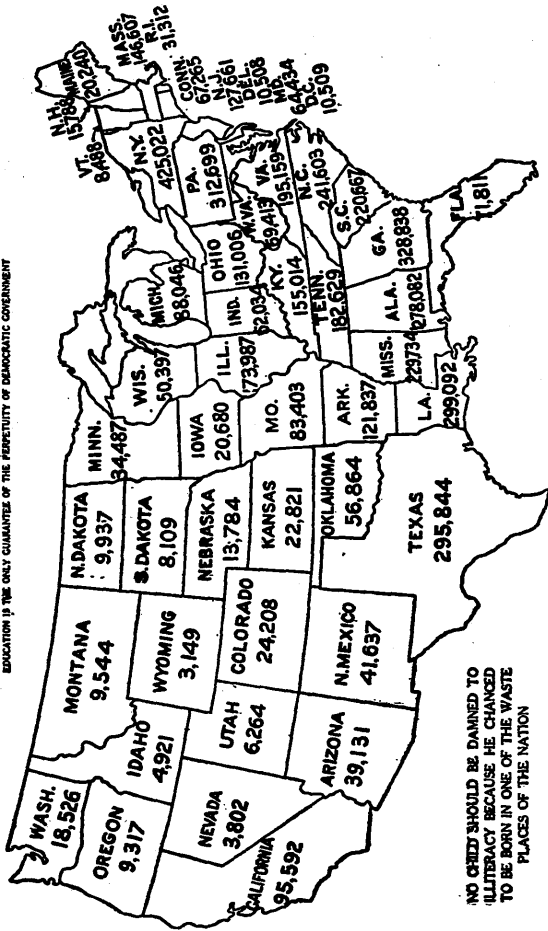 EDUCATION IS THE ONLY GUARANTEE OF THE PERPETUITY OF DEMOCRATIC GOVERNMENT
WASH.
18,526
OREGON
9,317
CALIFORNIA
95,592
NEVADA
3,802
IDAHO
4,921
MONTANA
9,544
WYOMING
3,149
UTAH
6,264
ARIZONA
39,131
COLORADO
24,208
N.MEXICO
41,637
N.DAKOTA
9,937
S.DAKOTA
8,109
NEBRASKA
13,784
KANSAS
22,821
OKLAHOMA
56,864
TEXAS
295,844
MINN.
34,487
IOWA
20,680
MO.
83,403
ARK.
121,837
LA.
299,092
WIS.
50,397
ILL.
173,987
MICH.
88,046
IND.
52,034
OHIO
131,006
KY.
155,014
TENN.
182,629
MISS.
229,734
ALA.
278,082
GA.
328,838
FLA.
71,811
S.C.
220,667
N.C.
241,603
VA.
195,159
W.VA.
69,413
PA.
312,699
N.Y.
425,022
VT.
8,488
N.H.
15,788
MAINE
20,240
MASS.
146,607
R.I.
31,312
CONN.
67,265
N.J.
127,661
DEL.
10,508
MD.
64,434
D.C.
10,509
NO CHILD SHOULD BE DAMNED TO
ILLITERACY BECAUSE HE CHANCED
TO BE BORN IN ONE OF THE WASTE
PLACES OF THE NATION